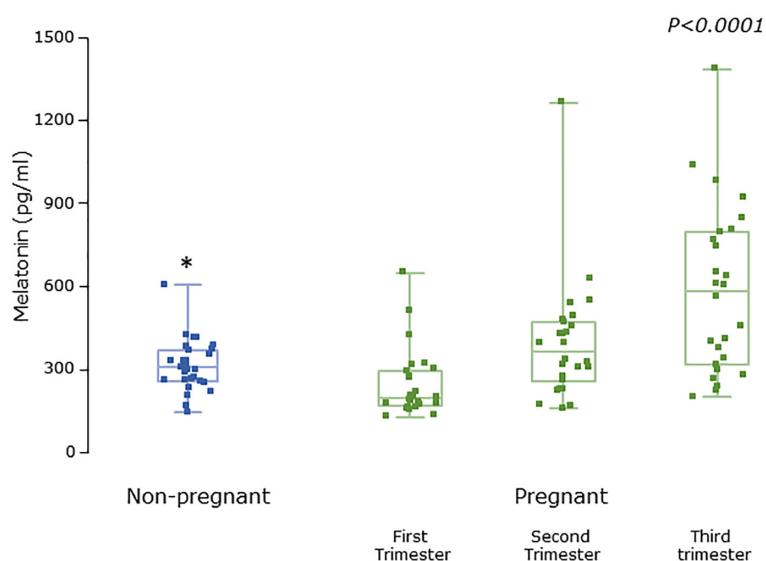 P<0.0001
Melatonin (pg/ml)
1500
1200
900
600
300
0
*
Non-pregnant
Pregnant
First
Trimester
Second
Trimester
Third
trimester